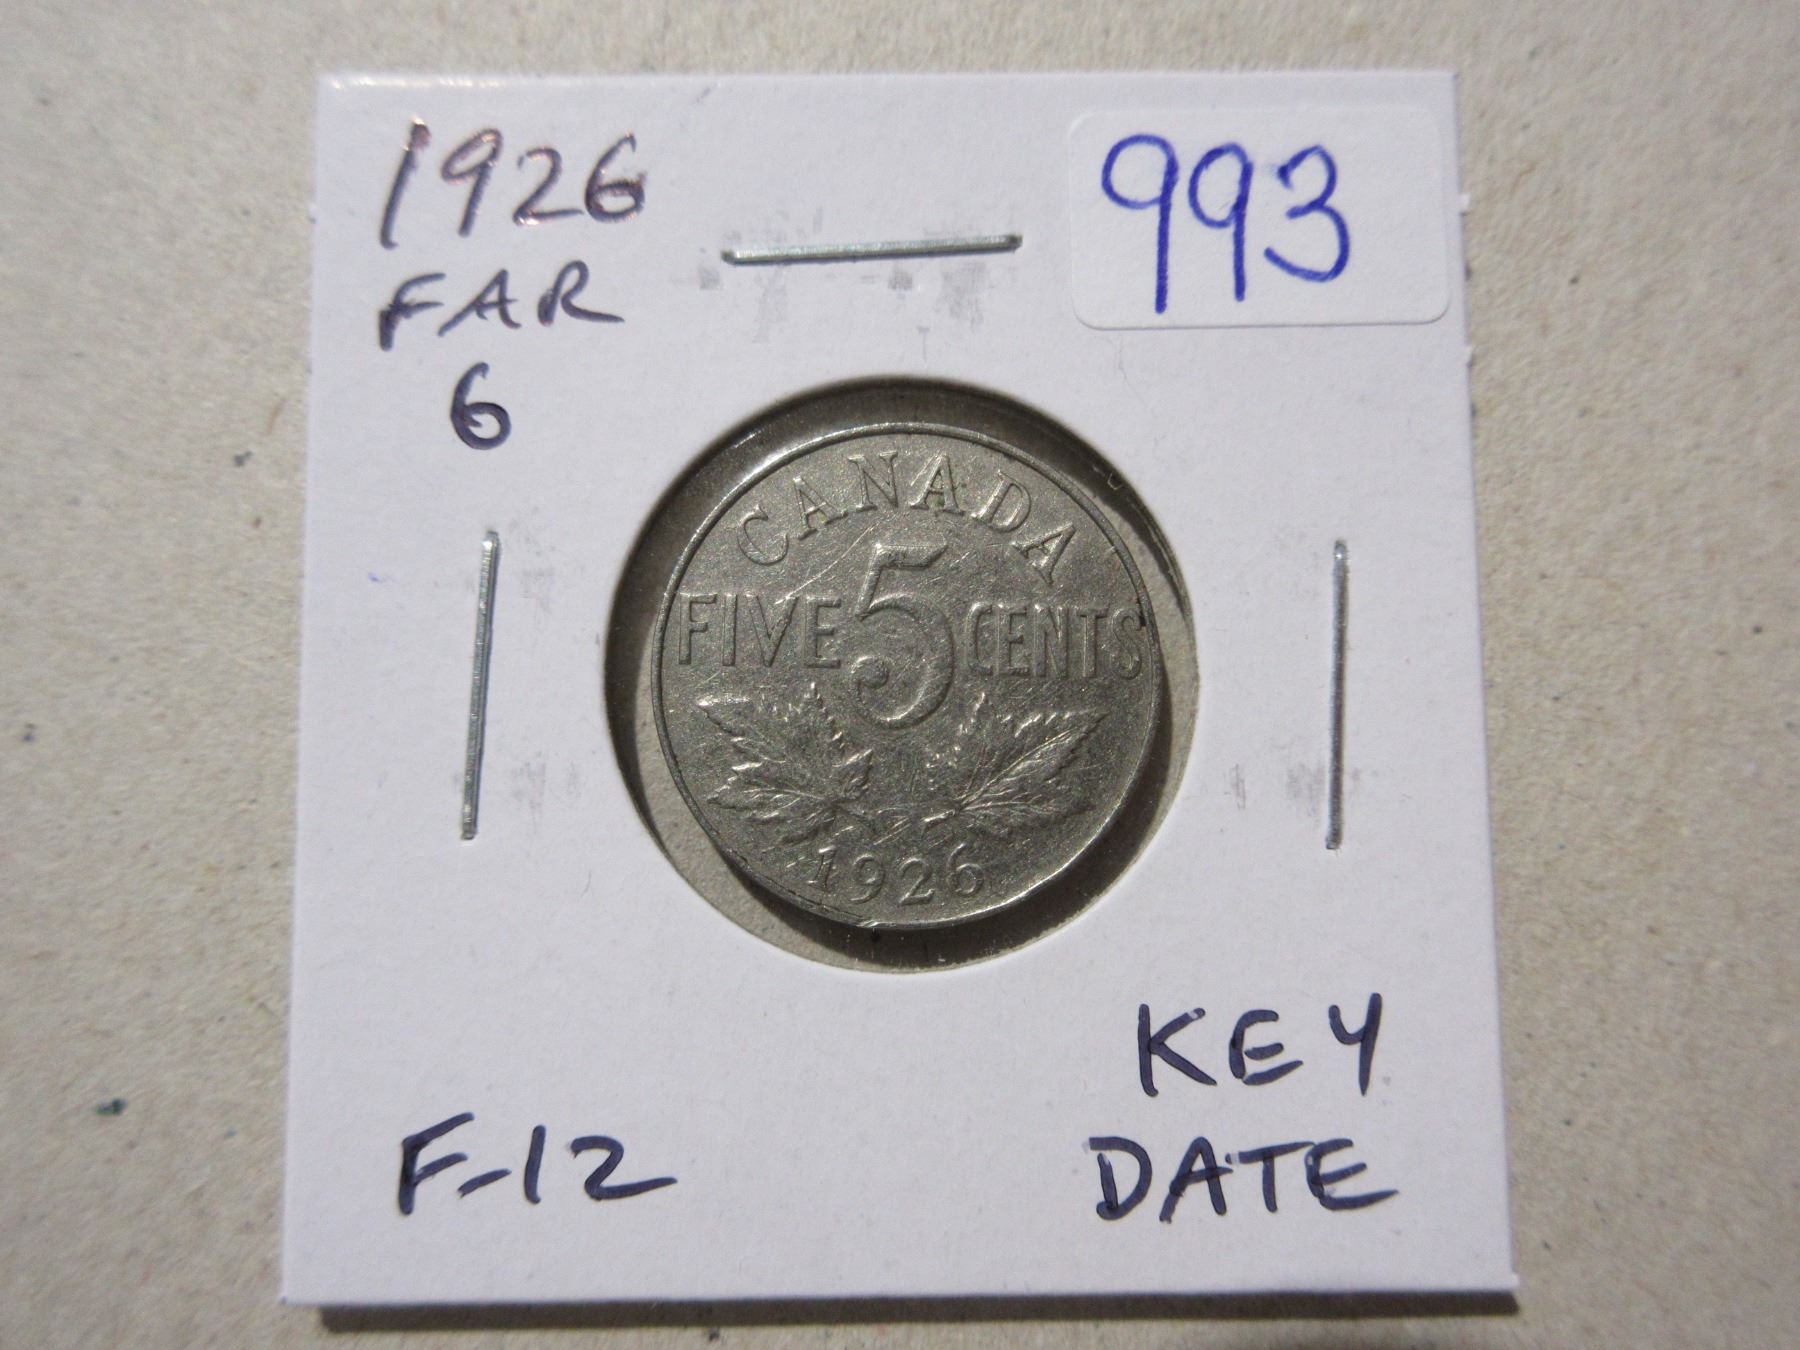 1926
FAR
6
993
CANADA
FIVE 5 CENTS
1926
F-12
KEY
DATE